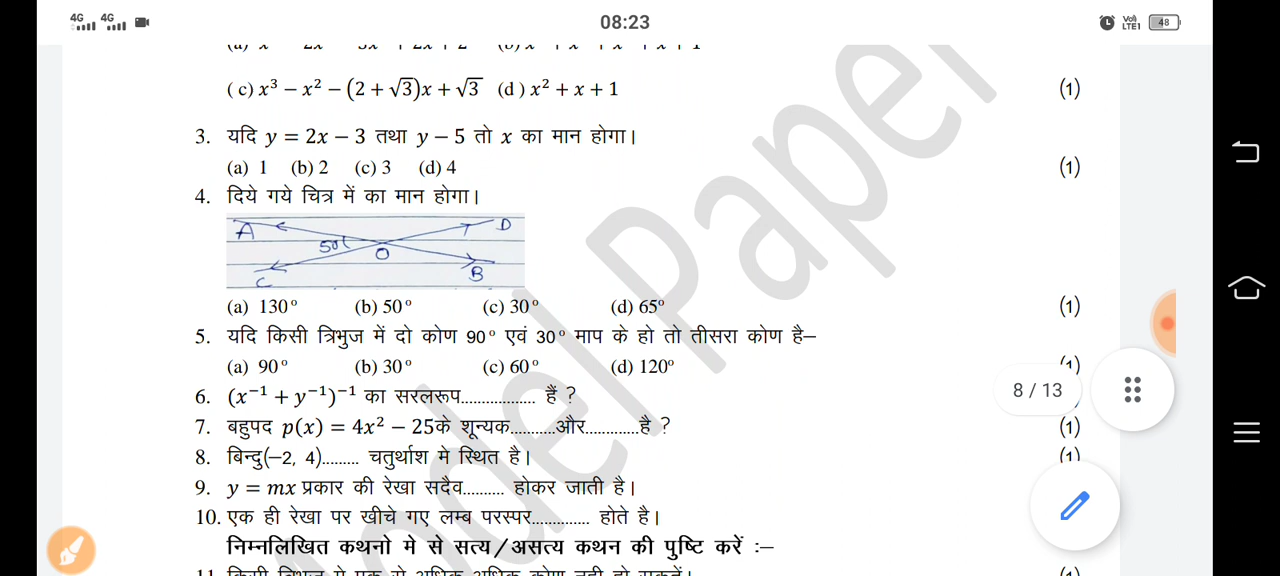 4G 4G 08:23 VoD LTE1 48
( c) x³ − x² − (2 + √3)x + √3 (d ) x² + x + 1 (1)
3. यदि y = 2x − 3 तथा y − 5 तो x का मान होगा।
(a) 1 (b) 2 (c) 3 (d) 4 (1)
4. दिये गये चित्र में का मान होगा।
A D
50 O
C B
(a) 130° (b) 50° (c) 30° (d) 65° (1)
5. यदि किसी त्रिभुज में दो कोण 90° एवं 30° माप के हो तो तीसरा कोण है–
(a) 90° (b) 30° (c) 60° (d) 120° (1)
8 / 13
6. (x⁻¹ + y⁻¹)⁻¹ का सरलरूप................. हैं ?
7. बहुपद p(x) = 4x² − 25के शून्यक..........और............है ? (1)
8. बिन्दु(−2, 4)........ चतुर्थाश मे स्थित है। (1)
9. y = mx प्रकार की रेखा सदैव.......... होकर जाती है।
10. एक ही रेखा पर खीचे गए लम्ब परस्पर............. होते है।
निम्नलिखित कथनो मे से सत्य/असत्य कथन की पुष्टि करें :–
Model Paper